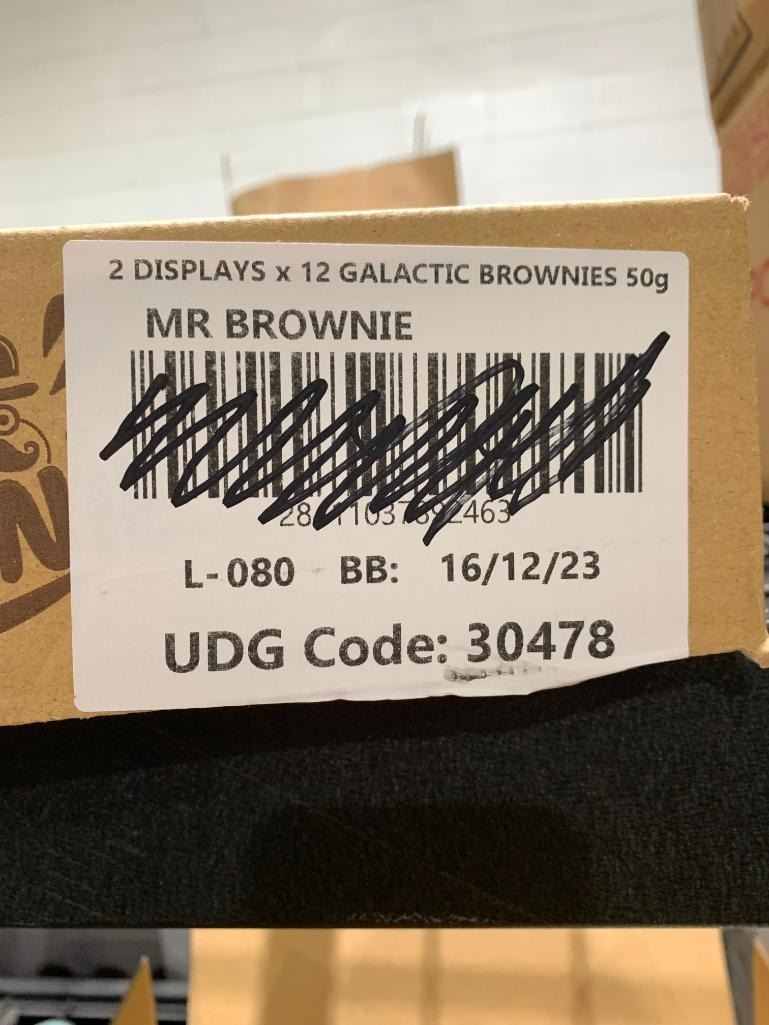 2 DISPLAYS x 12 GALACTIC BROWNIES 50g
MR BROWNIE
L-080 BB: 16/12/23
UDG Code: 30478